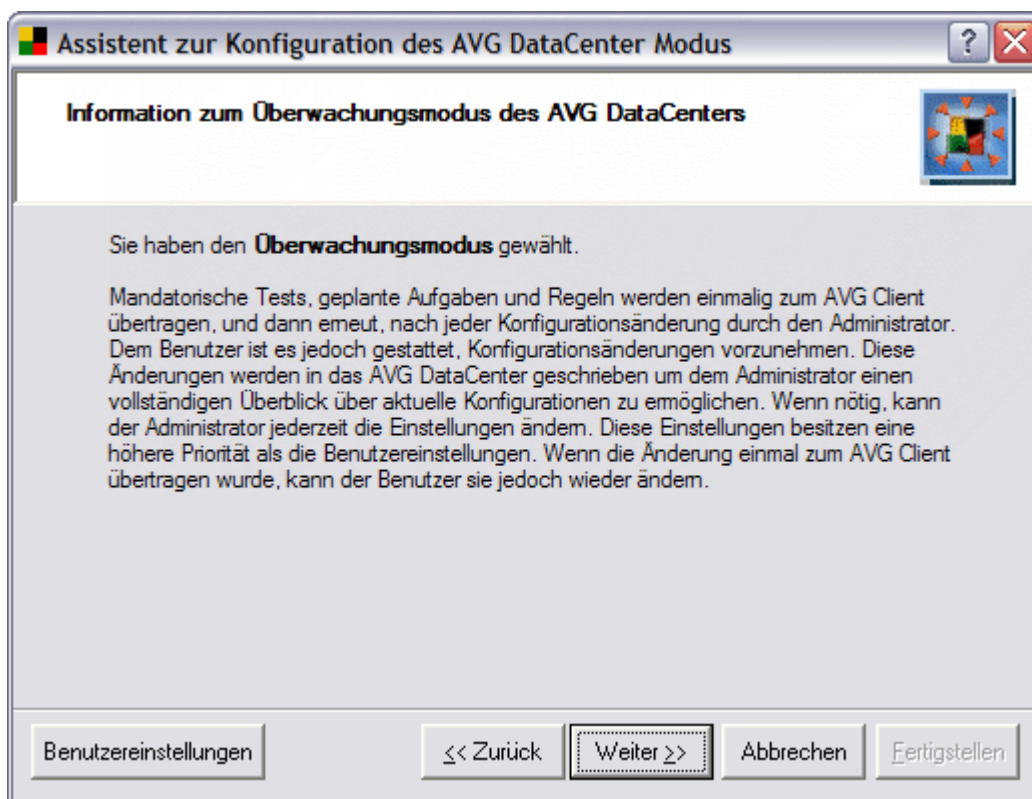 Assistent zur Konfiguration des AVG DataCenter Modus
?
Information zum Überwachungsmodus des AVG DataCenters
Sie haben den Überwachungsmodus gewählt.
Mandatorische Tests, geplante Aufgaben und Regeln werden einmalig zum AVG Client
übertragen, und dann erneut, nach jeder Konfigurationsänderung durch den Administrator.
Dem Benutzer ist es jedoch gestattet, Konfigurationsänderungen vorzunehmen. Diese
Änderungen werden in das AVG DataCenter geschrieben um dem Administrator einen
vollständigen Überblick über aktuelle Konfigurationen zu ermöglichen. Wenn nötig, kann
der Administrator jederzeit die Einstellungen ändern. Diese Einstellungen besitzen eine
höhere Priorität als die Benutzereinstellungen. Wenn die Änderung einmal zum AVG Client
übertragen wurde, kann der Benutzer sie jedoch wieder ändern.
Benutzereinstellungen
<< Zurück
Weiter >>
Abbrechen
Fertigstellen